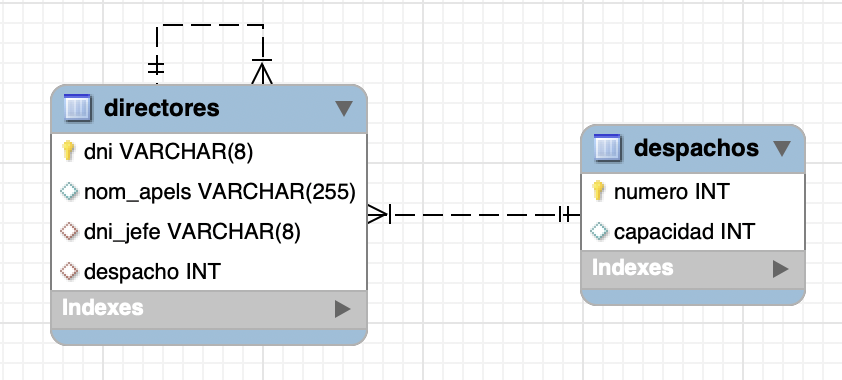 directores
dni VARCHAR(8)
nom_apels VARCHAR(255)
dni_jefe VARCHAR(8)
despacho INT
Indexes
despachos
numero INT
capacidad INT
Indexes